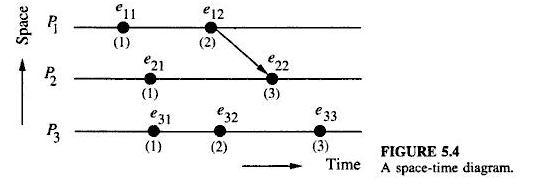 Space
P1 e11 e12
(1) (2)
P2 e21 e22
(1) (3)
P3 e31 e32 e33
(1) (2) (3)
Time
FIGURE 5.4
A space-time diagram.